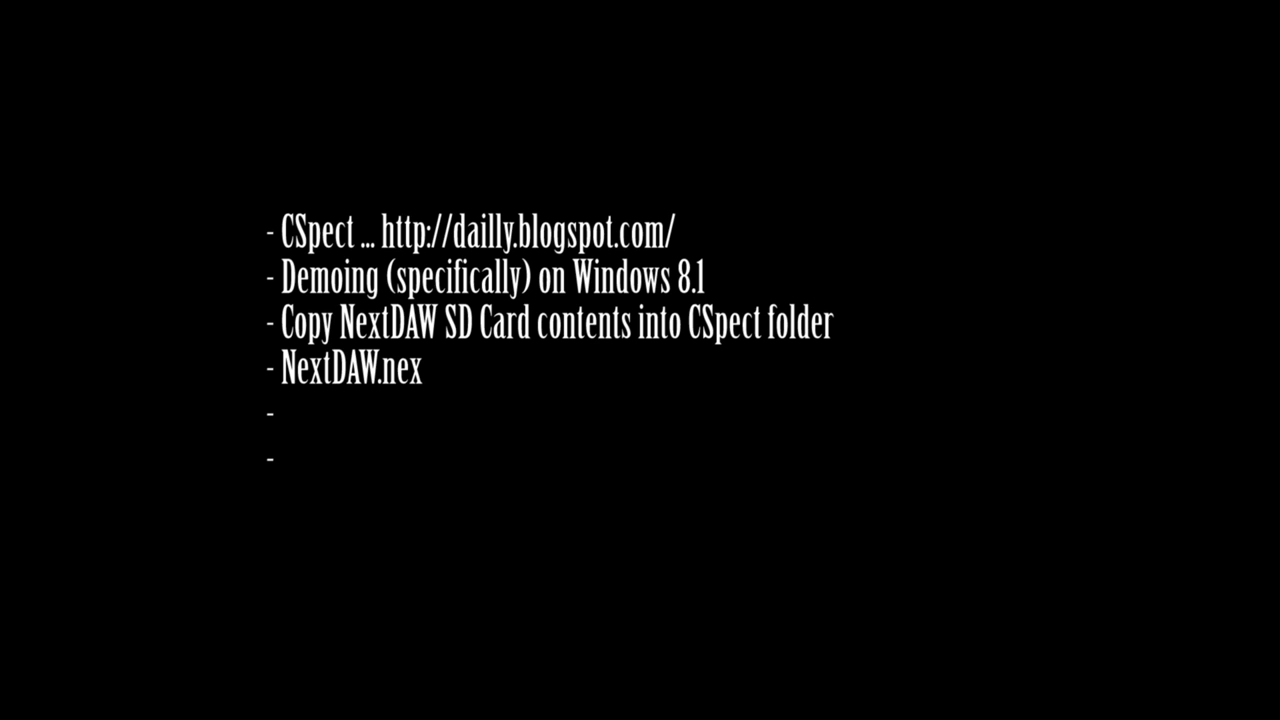 - CSpect ... http://dailly.blogspot.com/
- Demoing (specifically) on Windows 8.1
- Copy NextDAW SD Card contents into CSpect folder
- NextDAW.nex
-
-